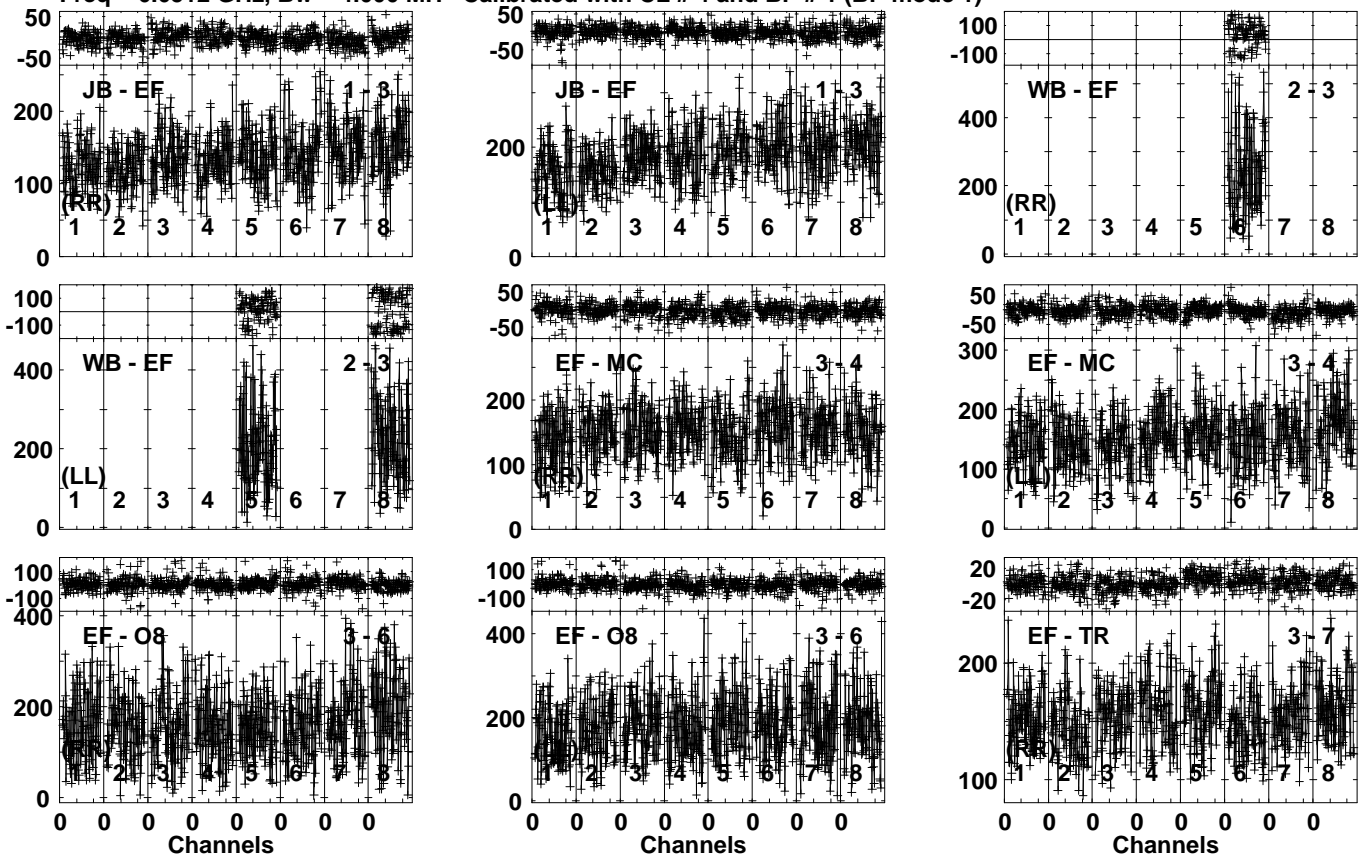 50
-50
JB - EF 1 - 3
200
100
(RR)
1 2 3 4 5 6 7 8
0
50
-50
JB - EF 1 - 3
200
(LL)
1 2 3 4 5 6 7 8
0
100
-100
WB - EF 2 - 3
400
200
(RR)
1 2 3 4 5 6 7 8
0
100
-100
WB - EF 2 - 3
400
200
(LL)
1 2 3 4 5 6 7 8
0
50
-50
EF - MC 3 - 4
200
100
(RR)
1 2 3 4 5 6 7 8
0
50
-50
EF - MC 3 - 4
300
200
100
(LL)
1 2 3 4 5 6 7 8
0
100
-100
400
EF - O8 3 - 6
200
(RR)
1 2 3 4 5 6 7 8
0
0 0 0 0 0 0 0 0
Channels
100
-100
EF - O8 3 - 6
400
200
1 2 3 4 5 6 7 8
0
0 0 0 0 0 0 0 0
Channels
20
-20
EF - TR 3 - 7
200
(RR)
100
1 2 3 4 5 6 7 8
0 0 0 0 0 0 0 0
Channels